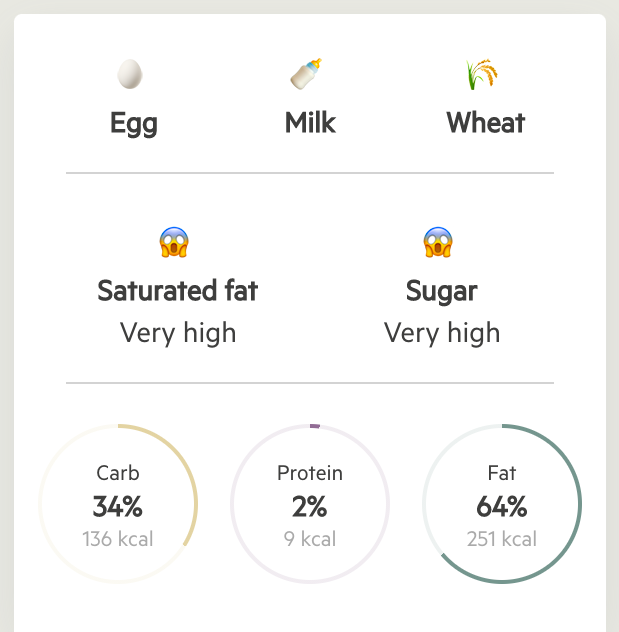 Egg Milk Wheat
Saturated fat Sugar
Very high Very high
Carb Protein Fat
34% 2% 64%
136 kcal 9 kcal 251 kcal